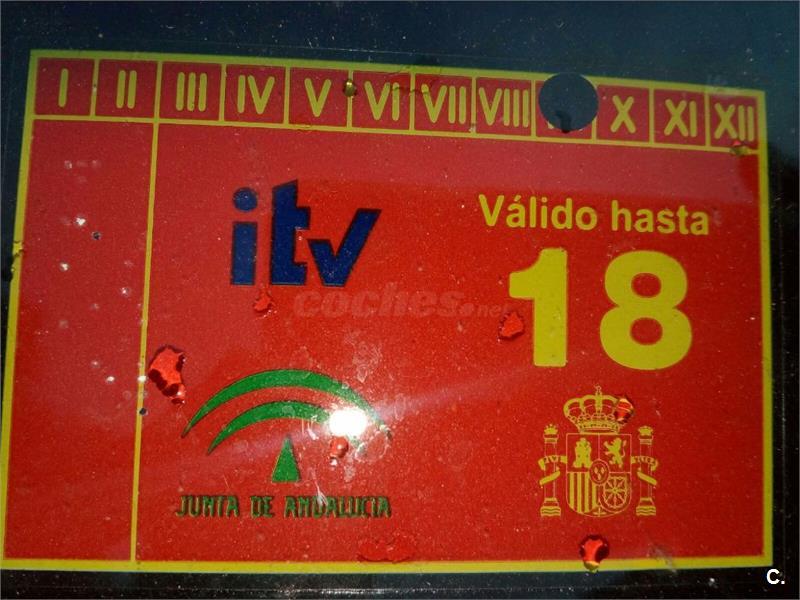 I II III IV V VI VII VIII X XI XII
itv
Válido hasta
18
coches.net
JUNTA DE ANDALUCIA
C.